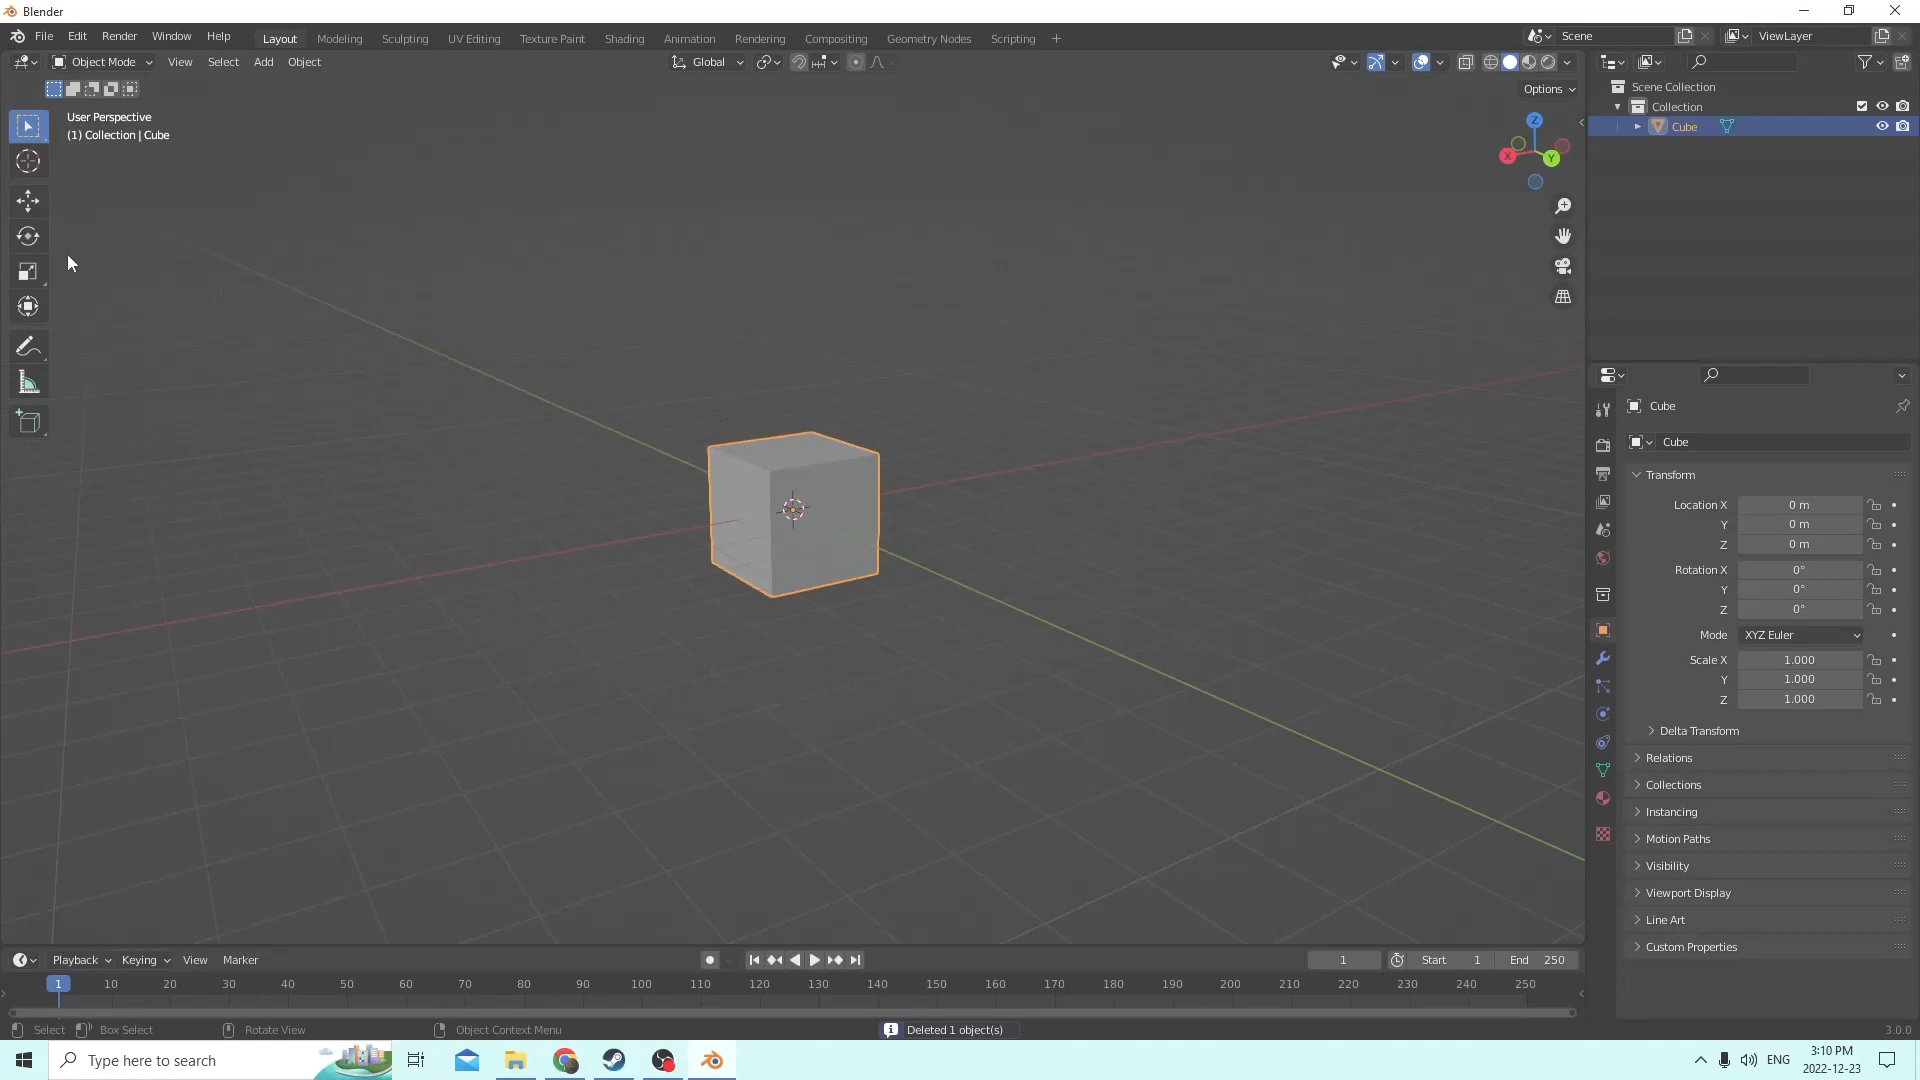 Blender
File Edit Render Window Help Layout Modeling Sculpting UV Editing Texture Paint Shading Animation Rendering Compositing Geometry Nodes Scripting + Scene ViewLayer
Object Mode View Select Add Object Global
Options
User Perspective
(1) Collection | Cube
Z
X
Y
Scene Collection
Collection
Cube
Cube
Cube
Transform
Location X 0 m
Y 0 m
Z 0 m
Rotation X 0°
Y 0°
Z 0°
Mode XYZ Euler
Scale X 1.000
Y 1.000
Z 1.000
Delta Transform
Relations
Collections
Instancing
Motion Paths
Visibility
Viewport Display
Line Art
Custom Properties
Playback Keying View Marker 1 Start 1 End 250
1 10 20 30 40 50 60 70 80 90 100 110 120 130 140 150 160 170 180 190 200 210 220 230 240 250
Select Box Select Rotate View Object Context Menu Deleted 1 object(s) 3.0.0
Type here to search
ENG
3:10 PM
2022-12-23